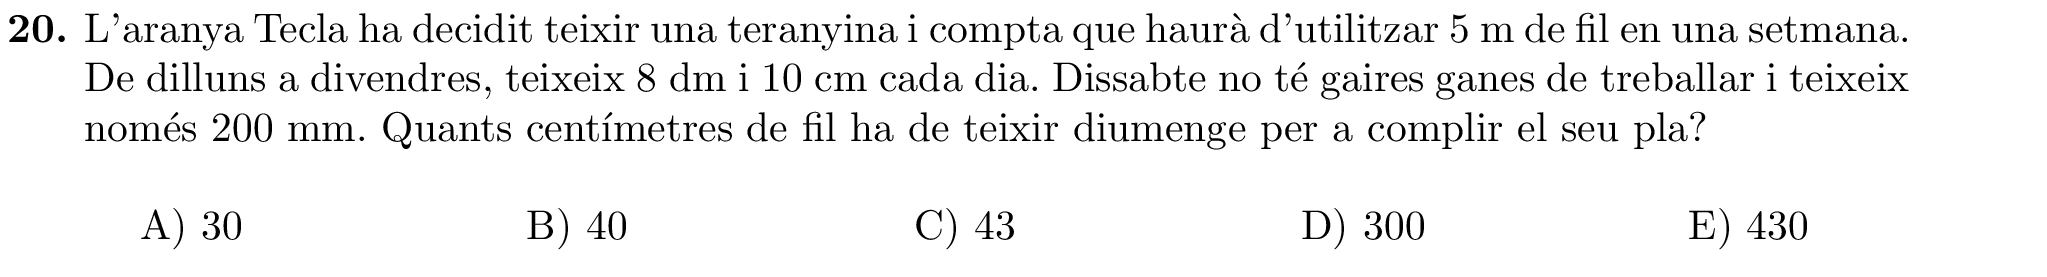 20. L'aranya Tecla ha decidit teixir una teranyina i compta que haurà d'utilitzar 5 m de fil en una setmana.
De dilluns a divendres, teixeix 8 dm i 10 cm cada dia. Dissabte no té gaires ganes de treballar i teixeix
només 200 mm. Quants centímetres de fil ha de teixir diumenge per a complir el seu pla?
A) 30 B) 40 C) 43 D) 300 E) 430